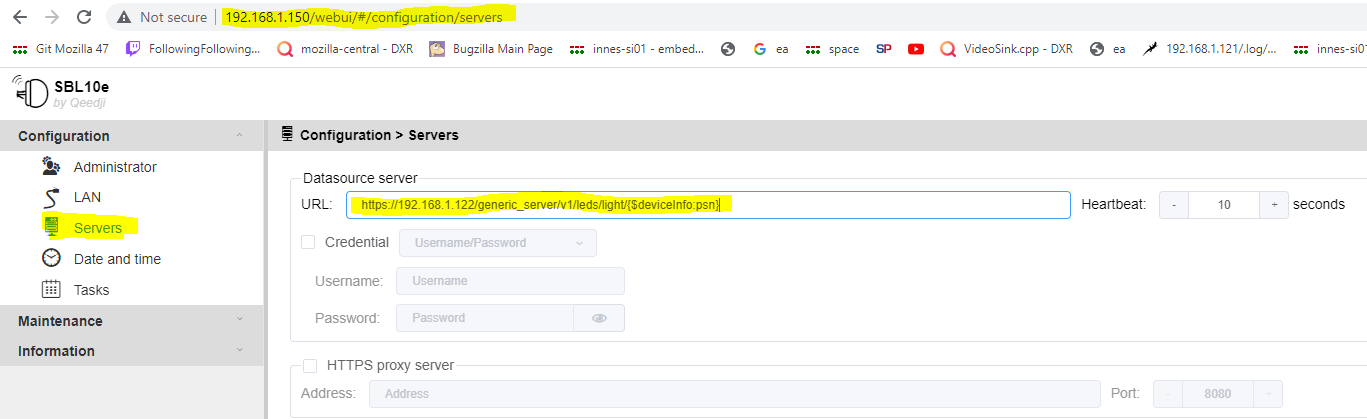 Not secure | 192.168.1.150/webui/#/configuration/servers
Git Mozilla 47 FollowingFollowing... mozilla-central - DXR Bugzilla Main Page innes-si01 - embed... ea space SP VideoSink.cpp - DXR ea 192.168.1.121/.log/... innes-si01
SBL10e
by Qeedji
Configuration
Administrator
LAN
Servers
Date and time
Tasks
Maintenance
Information
Configuration > Servers
Datasource server
URL: https://192.168.1.122/generic_server/v1/leds/light/{$deviceInfo:psn} Heartbeat: - 10 + seconds
Credential Username/Password
Username: Username
Password: Password
HTTPS proxy server
Address: Address Port: - 8080 +